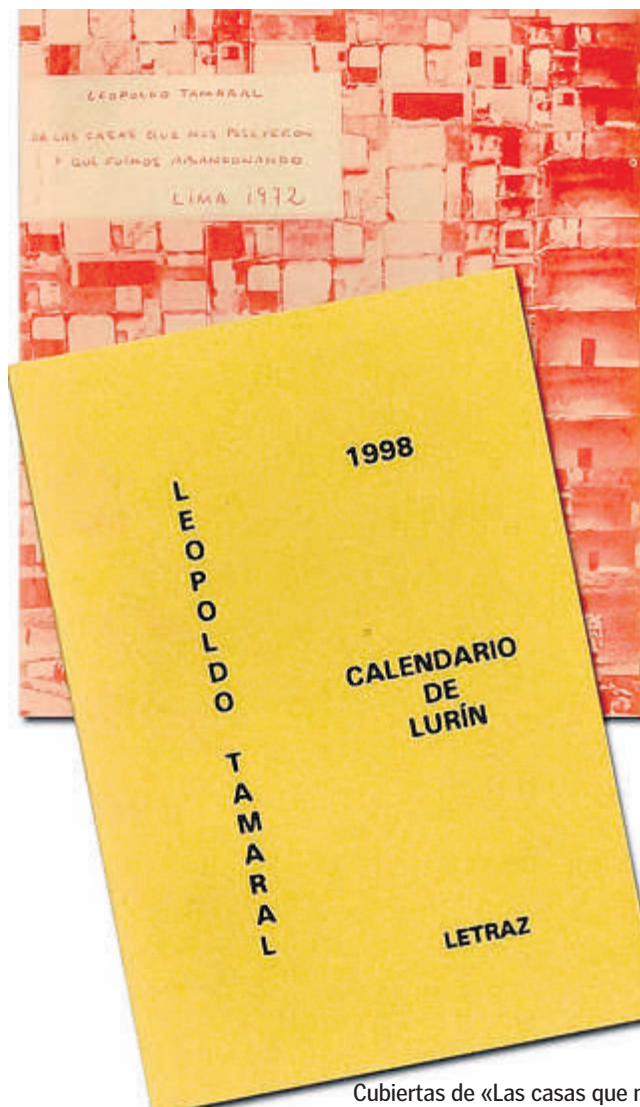 LEOPOLDO TAMARAL
DE LAS CASAS QUE NOS POSEYERON
Y QUE FUIMOS ABANDONANDO
LIMA 1972
1998
LEOPOLDO TAMARAL
CALENDARIO
DE
LURÍN
LETRAZ
Cubiertas de «Las casas que